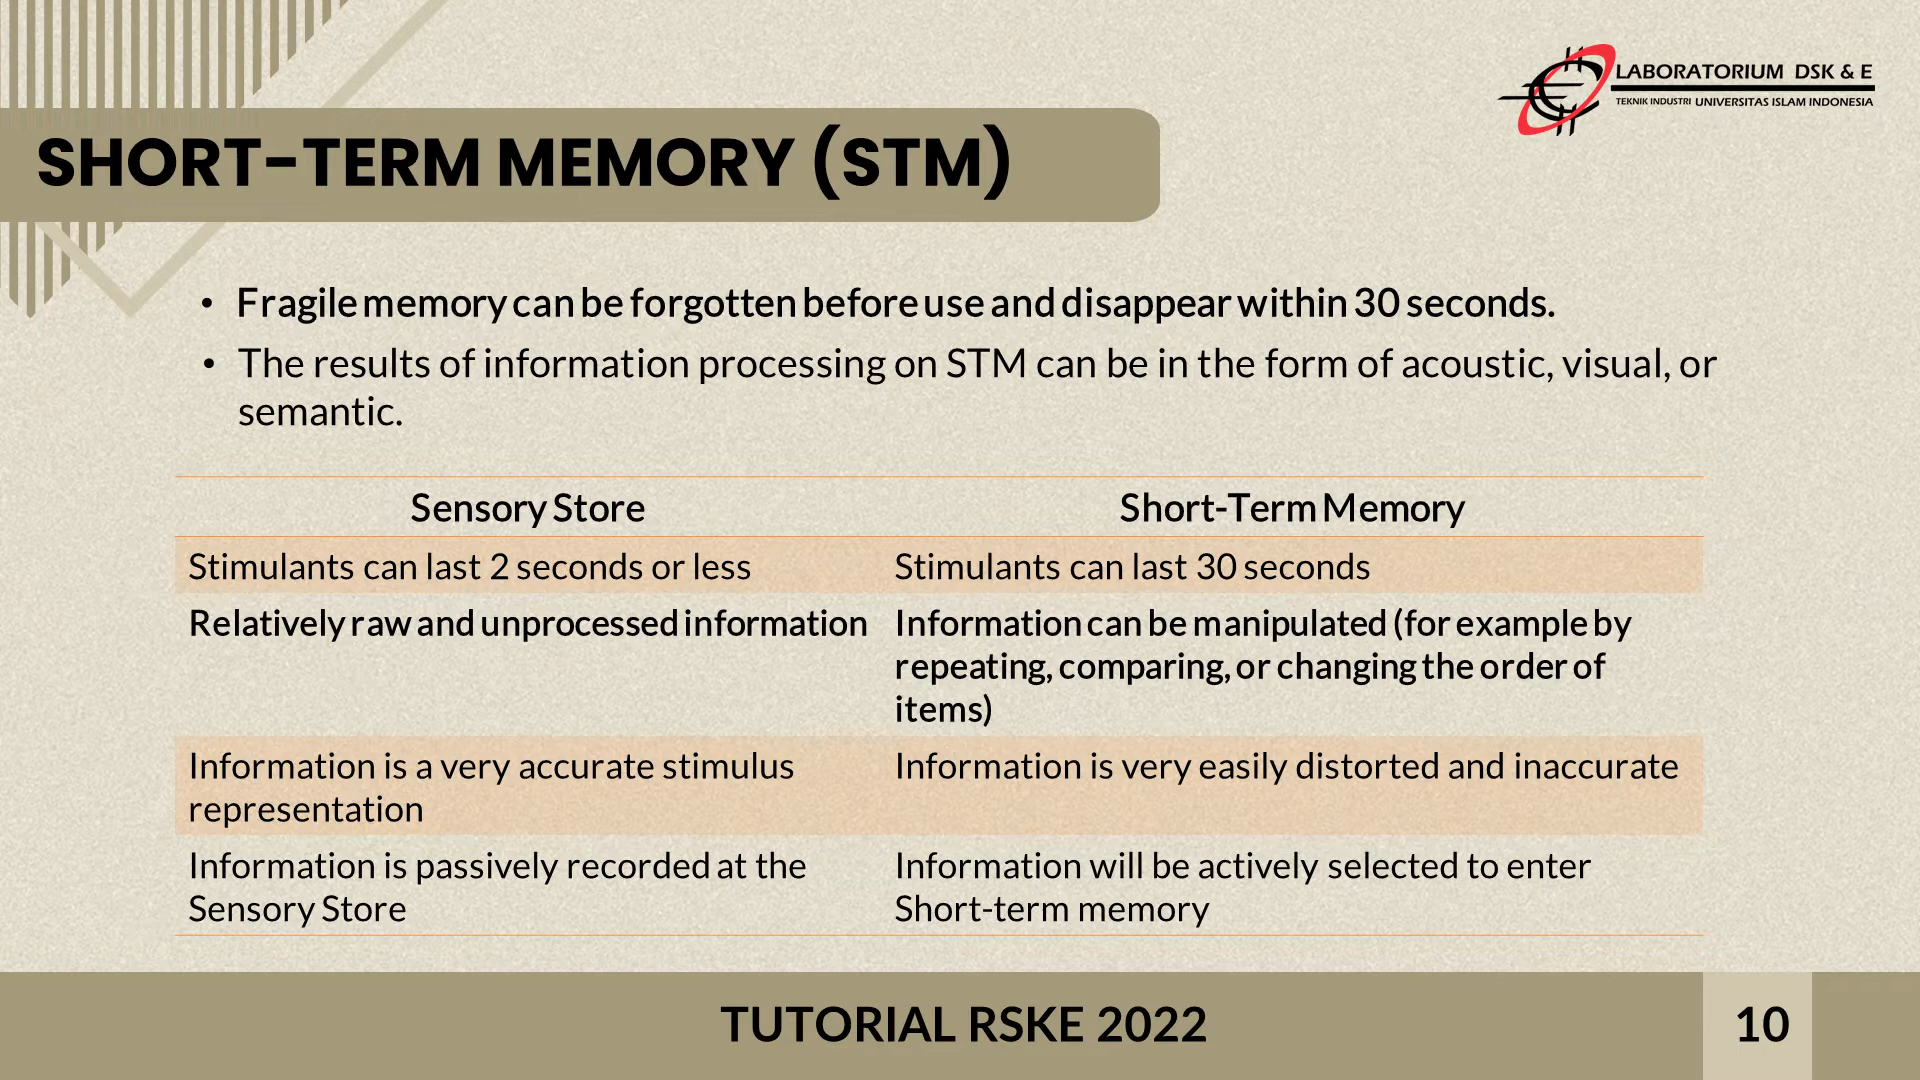 LABORATORIUM DSK & E
TEKNIK INDUSTRI UNIVERSITAS ISLAM INDONESIA
SHORT-TERM MEMORY (STM)
• Fragile memory can be forgotten before use and disappear within 30 seconds.
• The results of information processing on STM can be in the form of acoustic, visual, or
semantic.
Sensory Store Short-Term Memory
Stimulants can last 2 seconds or less Stimulants can last 30 seconds
Relatively raw and unprocessed information Information can be manipulated (for example by
repeating, comparing, or changing the order of
items)
Information is a very accurate stimulus Information is very easily distorted and inaccurate
representation
Information is passively recorded at the Information will be actively selected to enter
Sensory Store Short-term memory
TUTORIAL RSKE 2022 10